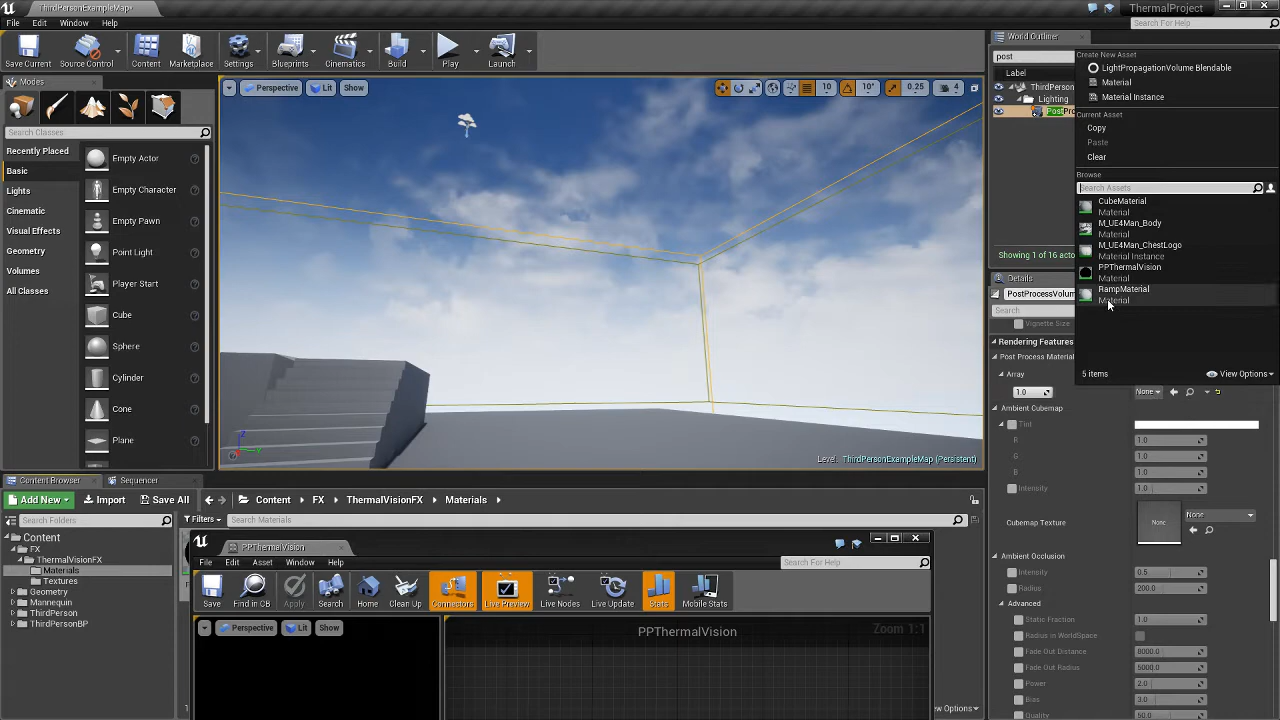 ThirdPersonExampleMap*
ThermalProject
File Edit Window Help
Search For Help
Save Current
Source Control
Content
Marketplace
Settings
Blueprints
Cinematics
Build
Play
Launch
World Outliner
post
Label
ThirdPerson
Lighting
PostPro
Showing 1 of 16 acto
Create New Asset
LightPropagationVolume Blendable
Material
Material Instance
Current Asset
Copy
Paste
Clear
Browse
Search Assets
CubeMaterial
Material
M_UE4Man_Body
Material
M_UE4Man_ChestLogo
Material Instance
PPThermalVision
Material
RampMaterial
Material
5 items
View Options
Modes
Search Classes
Recently Placed
Basic
Lights
Cinematic
Visual Effects
Geometry
Volumes
All Classes
Empty Actor
Empty Character
Empty Pawn
Point Light
Player Start
Cube
Sphere
Cylinder
Cone
Plane
Perspective
Lit
Show
10
10°
0.25
4
Level: ThirdPersonExampleMap (Persistent)
Details
PostProcessVolum
Search
Vignette Size
Rendering Features
Post Process Material
Array
1.0
None
Ambient Cubemap
Tint
R 1.0
G 1.0
B 1.0
Intensity 1.0
Cubemap Texture
None
None
Ambient Occlusion
Intensity 0.5
Radius 200.0
Advanced
Static Fraction 1.0
Radius in WorldSpace
Fade Out Distance 8000.0
Fade Out Radius 5000.0
Power 2.0
Bias 3.0
Quality 50.0
Content Browser
Sequencer
Add New
Import
Save All
Content
FX
ThermalVisionFX
Materials
Search Folders
Filters
Search Materials
Content
FX
ThermalVisionFX
Materials
Textures
Geometry
Mannequin
ThirdPerson
ThirdPersonBP
PPThermalVision
File Edit Asset Window Help
Search For Help
Save
Find in CB
Apply
Search
Home
Clean Up
Connectors
Live Preview
Live Nodes
Live Update
Stats
Mobile Stats
Perspective
Lit
Show
PPThermalVision
Zoom 1:1
ew Options